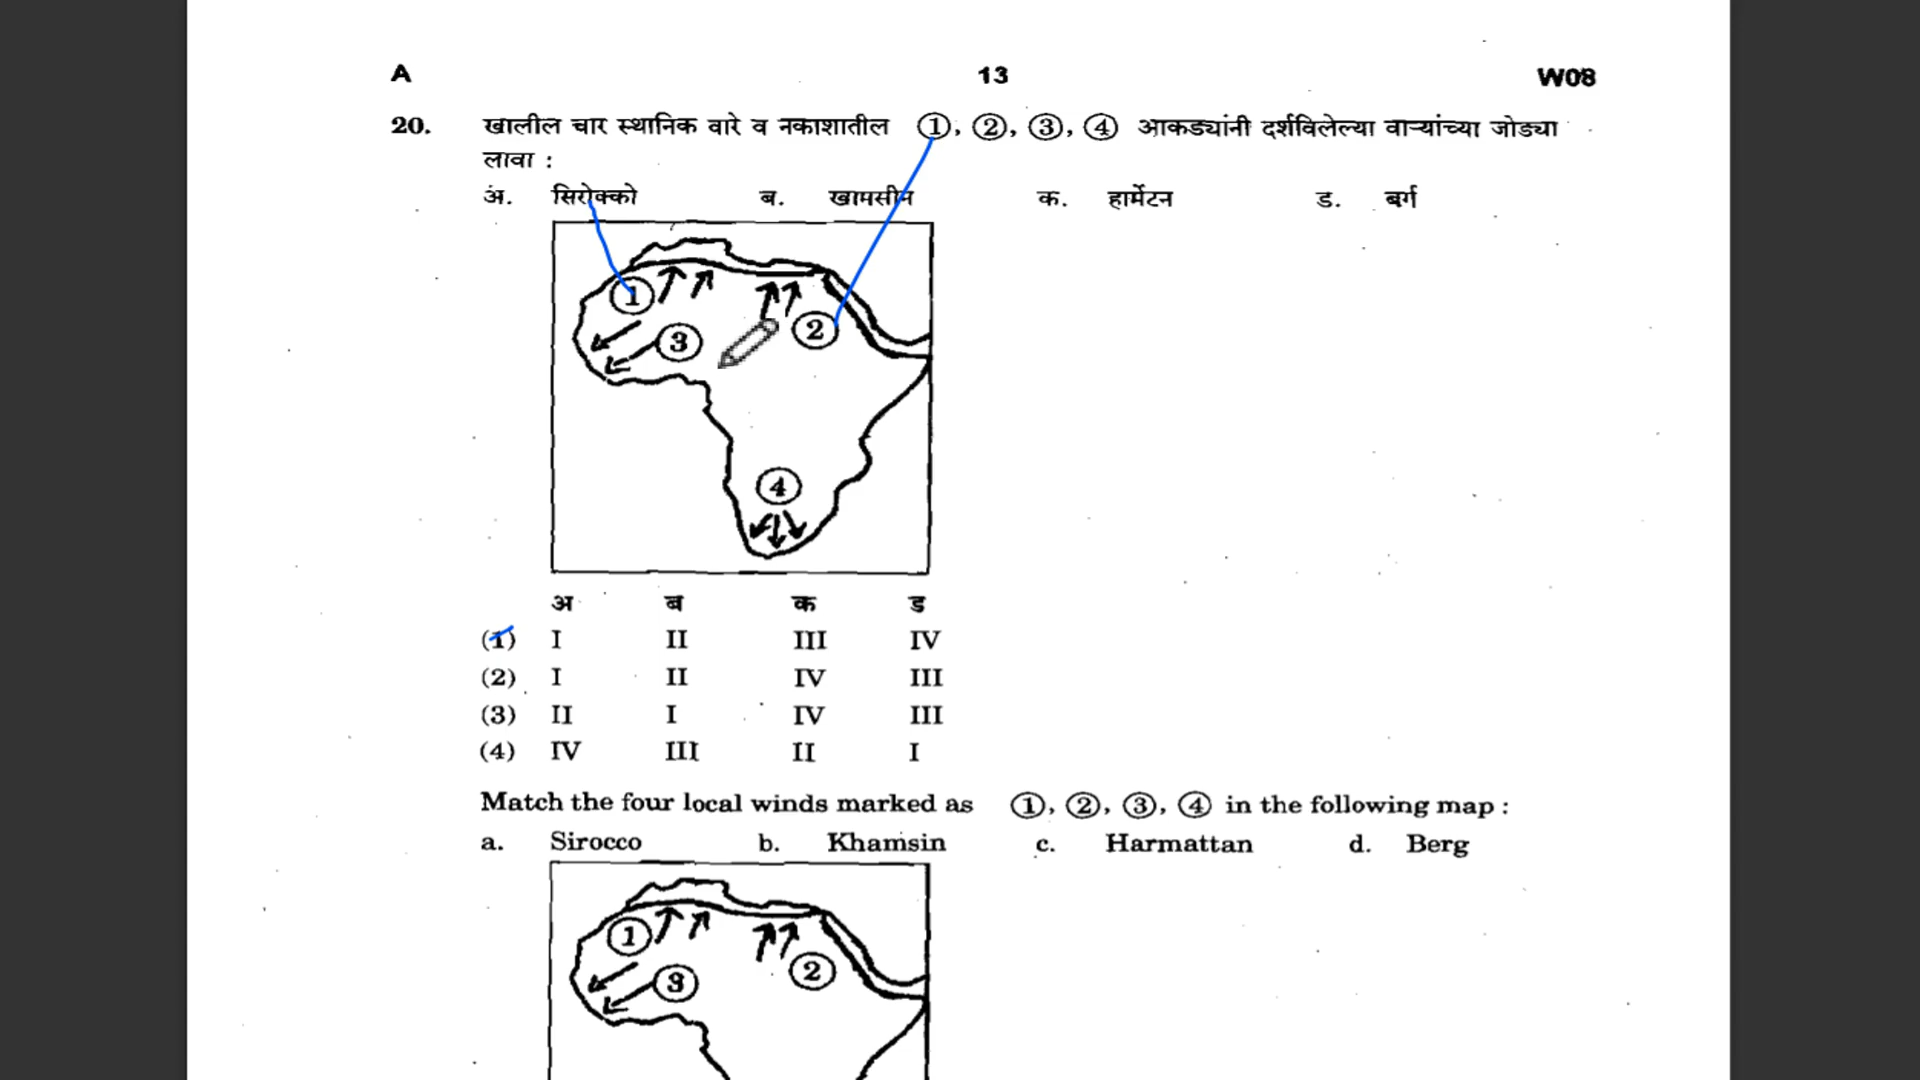 A 13 W08
20. खालील चार स्थानिक वारे व नकाशातील ①, ②, ③, ④ आकड्यांनी दर्शविलेल्या वाऱ्यांच्या जोड्या
लावा :
अ. सिरोक्को ब. खामसीन क. हार्मेटन ड. बर्ग
①
②
③
④
अ ब क ड
(1) I II III IV
(2) I II IV III
(3) II I IV III
(4) IV III II I
Match the four local winds marked as ①, ②, ③, ④ in the following map :
a. Sirocco b. Khamsin c. Harmattan d. Berg
①
②
③